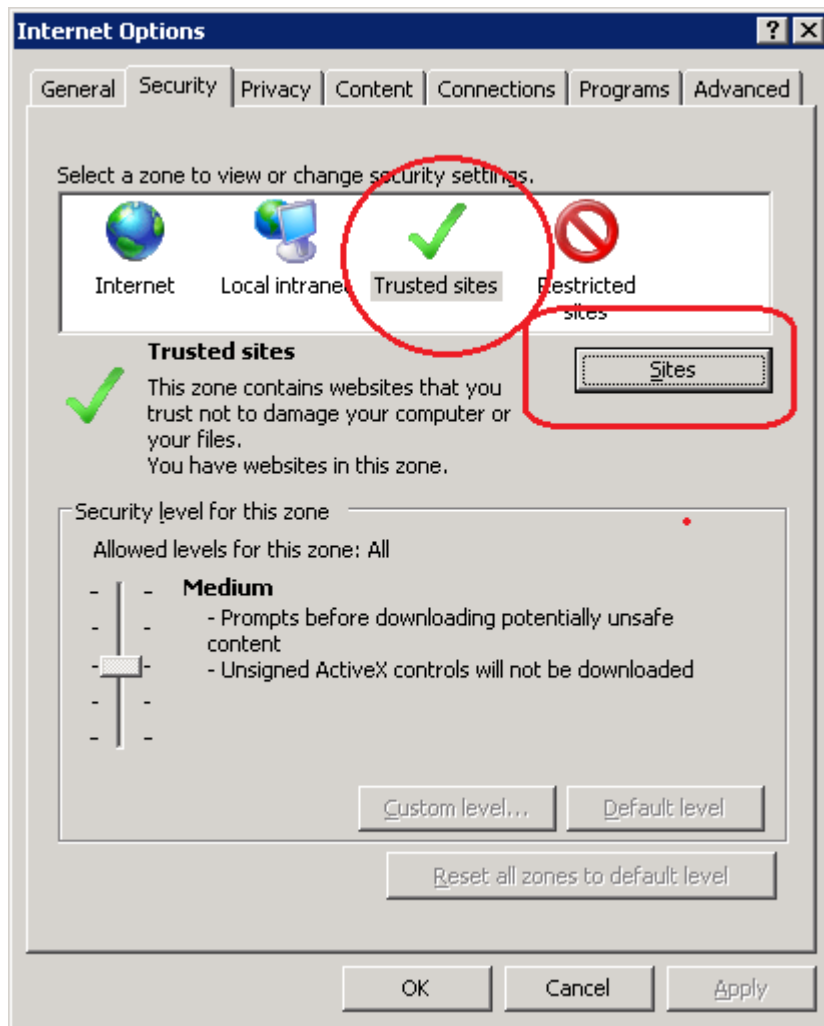 Internet Options
General Security Privacy Content Connections Programs Advanced
Select a zone to view or change security settings.
Internet Local intranet Trusted sites Restricted
sites
Trusted sites
Sites
This zone contains websites that you
trust not to damage your computer or
your files.
You have websites in this zone.
Security level for this zone
Allowed levels for this zone: All
Medium
- Prompts before downloading potentially unsafe
content
- Unsigned ActiveX controls will not be downloaded
Custom level... Default level
Reset all zones to default level
OK Cancel Apply